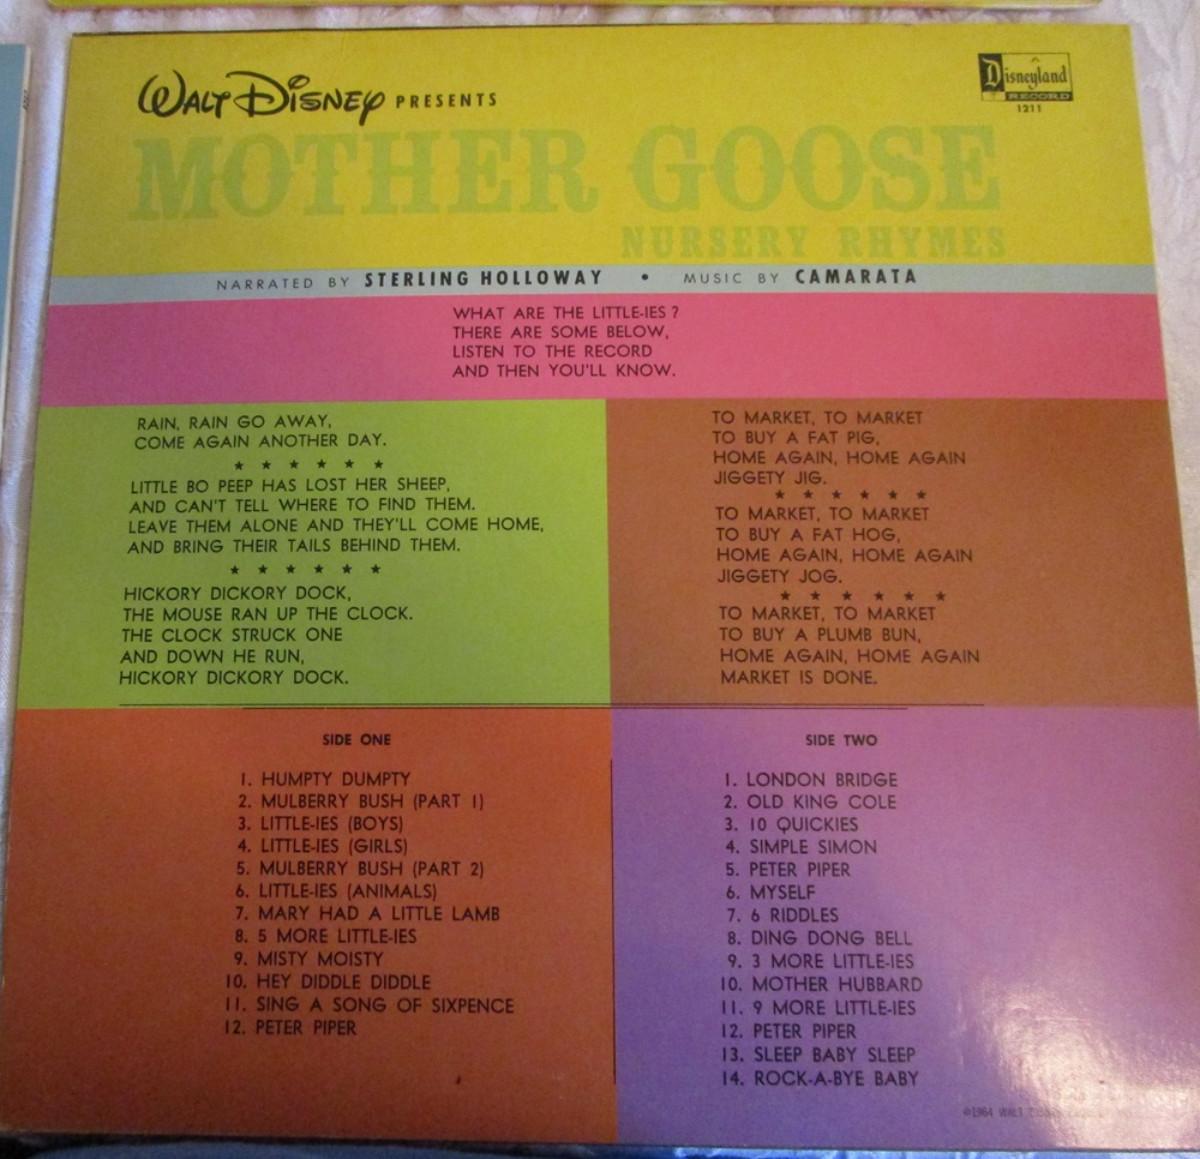 WALT DISNEY PRESENTS
Disneyland
RECORD
1211
MOTHER GOOSE
NURSERY RHYMES
NARRATED BY STERLING HOLLOWAY • MUSIC BY CAMARATA
WHAT ARE THE LITTLE-IES?
THERE ARE SOME BELOW,
LISTEN TO THE RECORD
AND THEN YOU'LL KNOW.
RAIN, RAIN GO AWAY,
COME AGAIN ANOTHER DAY.
★ ★ ★ ★ ★ ★
LITTLE BO PEEP HAS LOST HER SHEEP,
AND CAN'T TELL WHERE TO FIND THEM.
LEAVE THEM ALONE AND THEY'LL COME HOME,
AND BRING THEIR TAILS BEHIND THEM.
★ ★ ★ ★ ★ ★
HICKORY DICKORY DOCK,
THE MOUSE RAN UP THE CLOCK.
THE CLOCK STRUCK ONE
AND DOWN HE RUN,
HICKORY DICKORY DOCK.
TO MARKET, TO MARKET
TO BUY A FAT PIG,
HOME AGAIN, HOME AGAIN
JIGGETY JIG.
★ ★ ★ ★ ★ ★
TO MARKET, TO MARKET
TO BUY A FAT HOG,
HOME AGAIN, HOME AGAIN
JIGGETY JOG.
★ ★ ★ ★ ★ ★
TO MARKET, TO MARKET
TO BUY A PLUMB BUN,
HOME AGAIN, HOME AGAIN
MARKET IS DONE.
SIDE ONE
1. HUMPTY DUMPTY
2. MULBERRY BUSH (PART 1)
3. LITTLE-IES (BOYS)
4. LITTLE-IES (GIRLS)
5. MULBERRY BUSH (PART 2)
6. LITTLE-IES (ANIMALS)
7. MARY HAD A LITTLE LAMB
8. 5 MORE LITTLE-IES
9. MISTY MOISTY
10. HEY DIDDLE DIDDLE
11. SING A SONG OF SIXPENCE
12. PETER PIPER
SIDE TWO
1. LONDON BRIDGE
2. OLD KING COLE
3. 10 QUICKIES
4. SIMPLE SIMON
5. PETER PIPER
6. MYSELF
7. 6 RIDDLES
8. DING DONG BELL
9. 3 MORE LITTLE-IES
10. MOTHER HUBBARD
11. 9 MORE LITTLE-IES
12. PETER PIPER
13. SLEEP BABY SLEEP
14. ROCK-A-BYE BABY
©1964 WALT